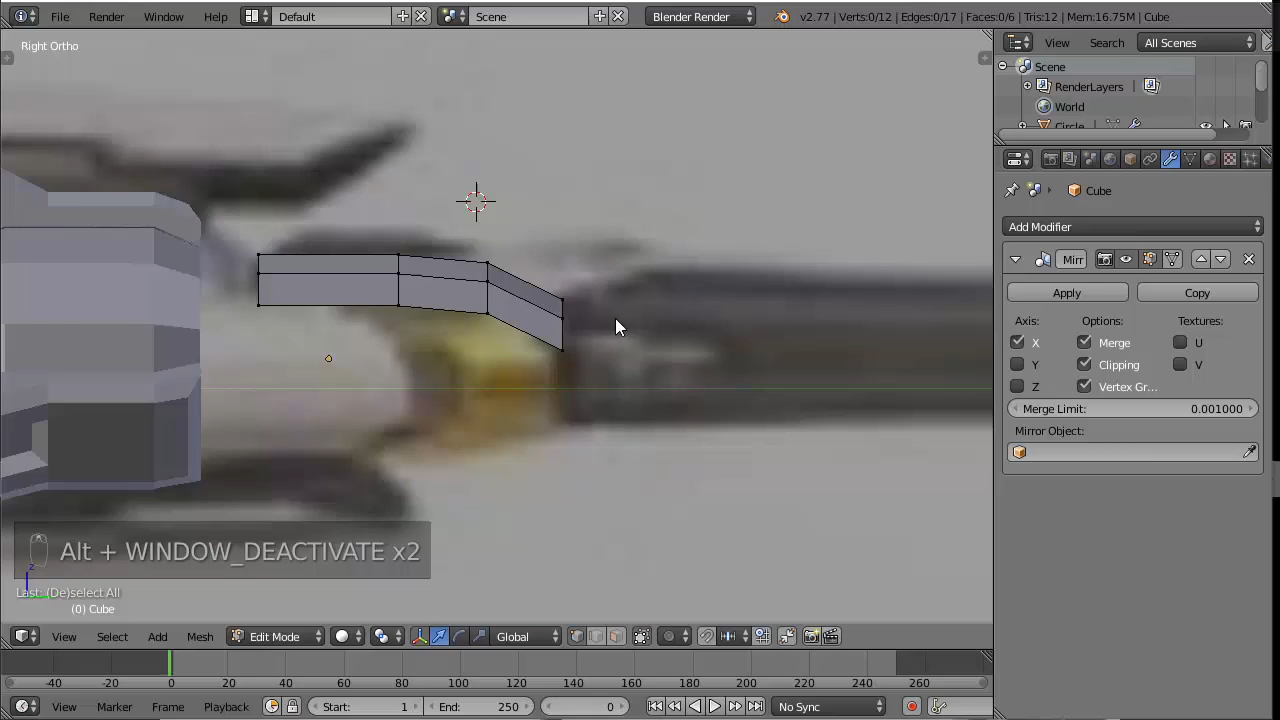 File Render Window Help Default Scene Blender Render v2.77 | Verts:0/12 | Edges:0/17 | Faces:0/6 | Tris:12 | Mem:16.75M | Cube
Right Ortho
View Search All Scenes
Scene
RenderLayers |
World
Circle
Cube
Add Modifier
Mirr
Apply Copy
Axis: Options: Textures:
X Merge U
Y Clipping V
Z Vertex Gr...
Merge Limit: 0.001000
Mirror Object:
Alt + WINDOW_DEACTIVATE x2
z
Last: (De)select All
(0) Cube
View Select Add Mesh Edit Mode Global
-40 -20 0 20 40 60 80 100 120 140 160 180 200 220 240 260
View Marker Frame Playback Start: 1 End: 250 0 No Sync